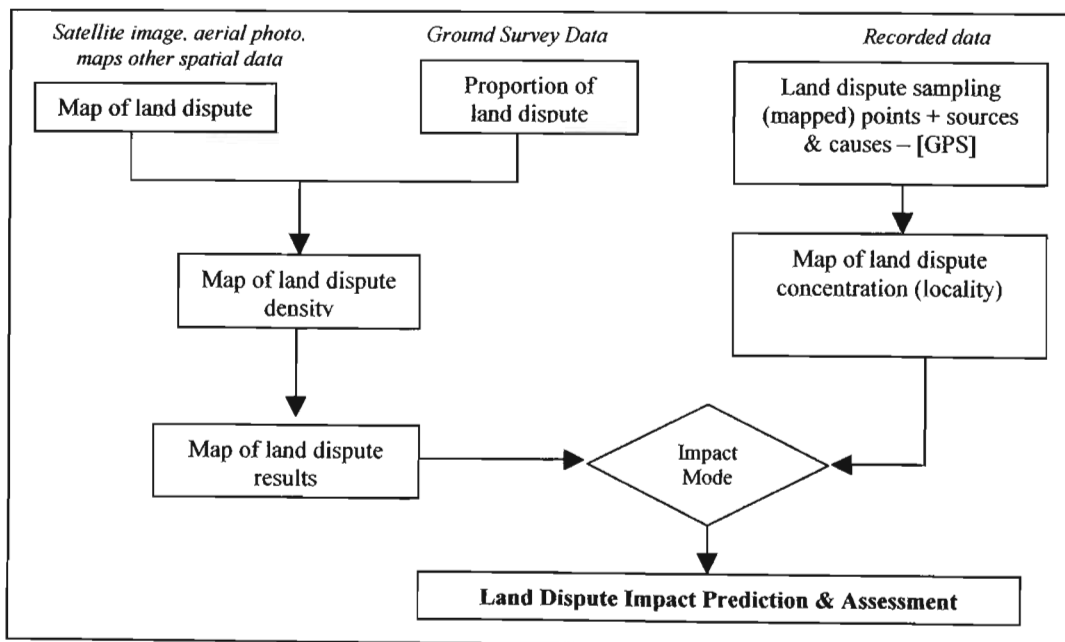 Satellite image, aerial photo,
maps other spatial data
Map of land dispute
Ground Survey Data
Proportion of
land dispute
Recorded data
Land dispute sampling
(mapped) points + sources
& causes – [GPS]
Map of land dispute
density
Map of land dispute
concentration (locality)
Map of land dispute
results
Impact
Mode
Land Dispute Impact Prediction & Assessment